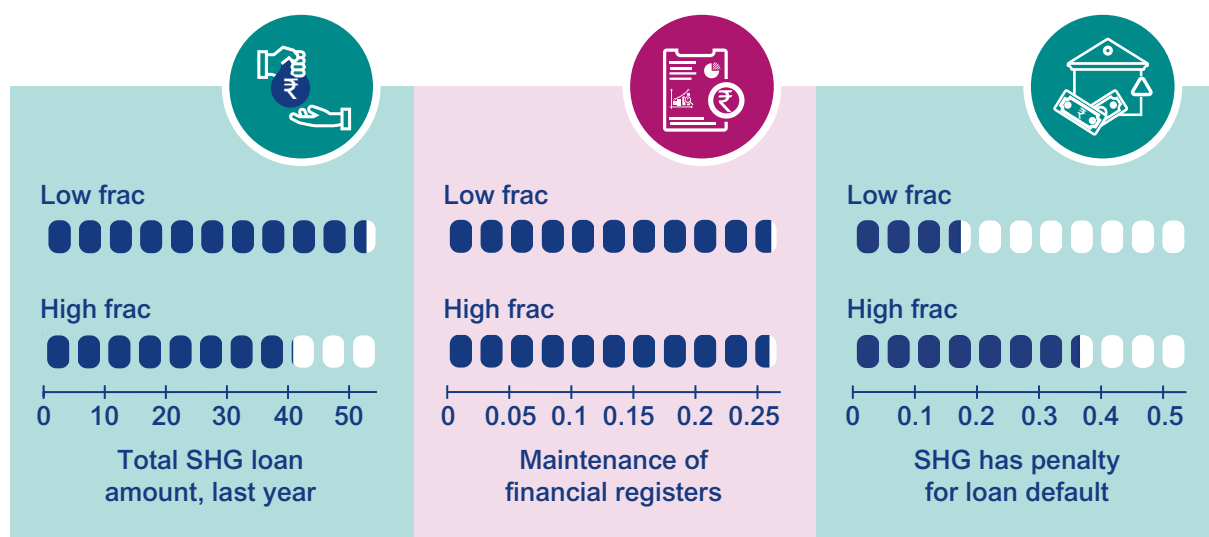 ₹
Low frac
High frac
0 10 20 30 40 50
Total SHG loan
amount, last year
₹
Low frac
High frac
0 0.05 0.1 0.15 0.2 0.25
Maintenance of
financial registers
₹
Low frac
High frac
0 0.1 0.2 0.3 0.4 0.5
SHG has penalty
for loan default